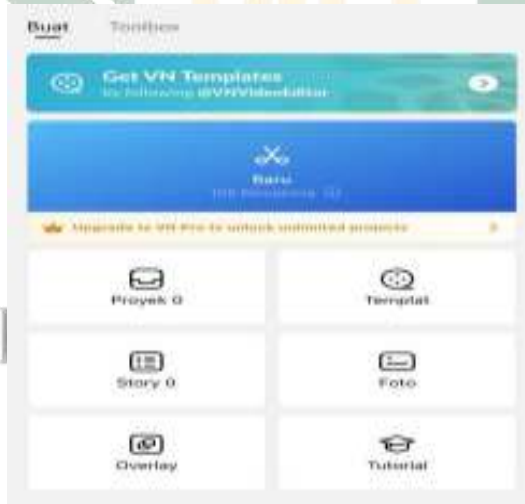 Buat Toolbox
Get VN Templates
by following @VNVideoEditor
Baru
Upgrade to VN Pro to unlock unlimited projects
Proyek 0 Templat
Story 0 Foto
Overlay Tutorial